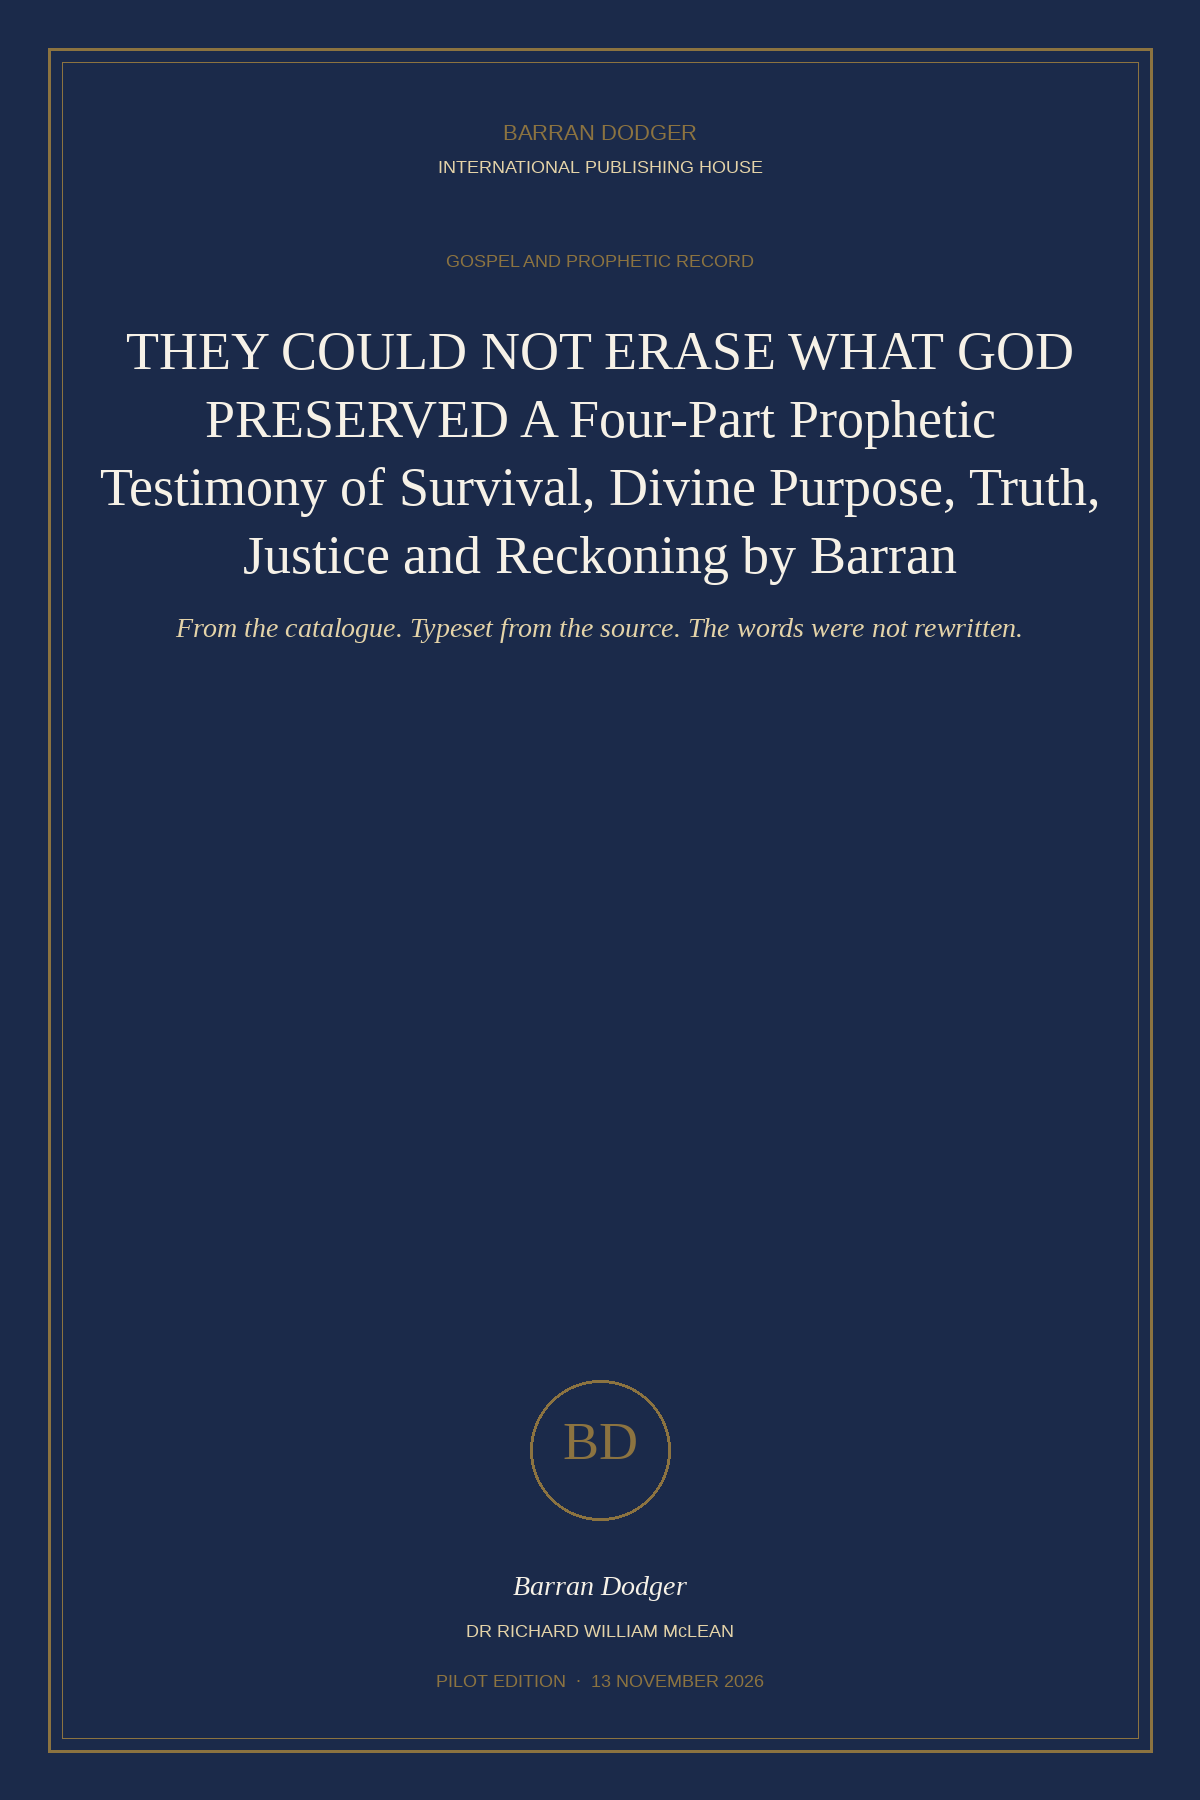 BARRAN DODGER
INTERNATIONAL PUBLISHING HOUSE
GOSPEL AND PROPHETIC RECORD
THEY COULD NOT ERASE WHAT GOD
PRESERVED A Four-Part Prophetic
Testimony of Survival, Divine Purpose, Truth,
Justice and Reckoning by Barran
From the catalogue. Typeset from the source. The words were not rewritten.
BD
Barran Dodger
DR RICHARD WILLIAM McLEAN
PILOT EDITION · 13 NOVEMBER 2026